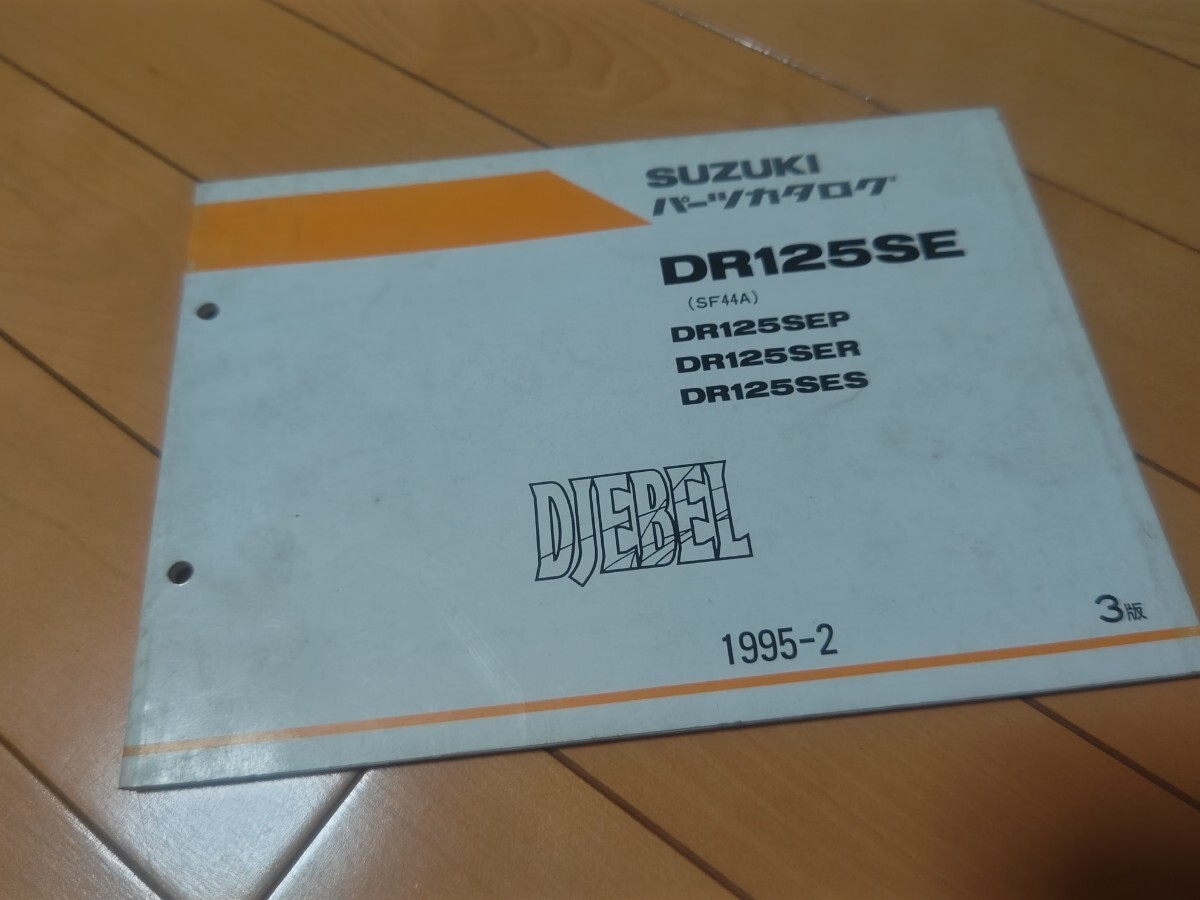 SUZUKI
パーツカタログ
DR125SE
(SF44A)
DR125SEP
DR125SER
DR125SES
DJEBEL
1995-2
3版